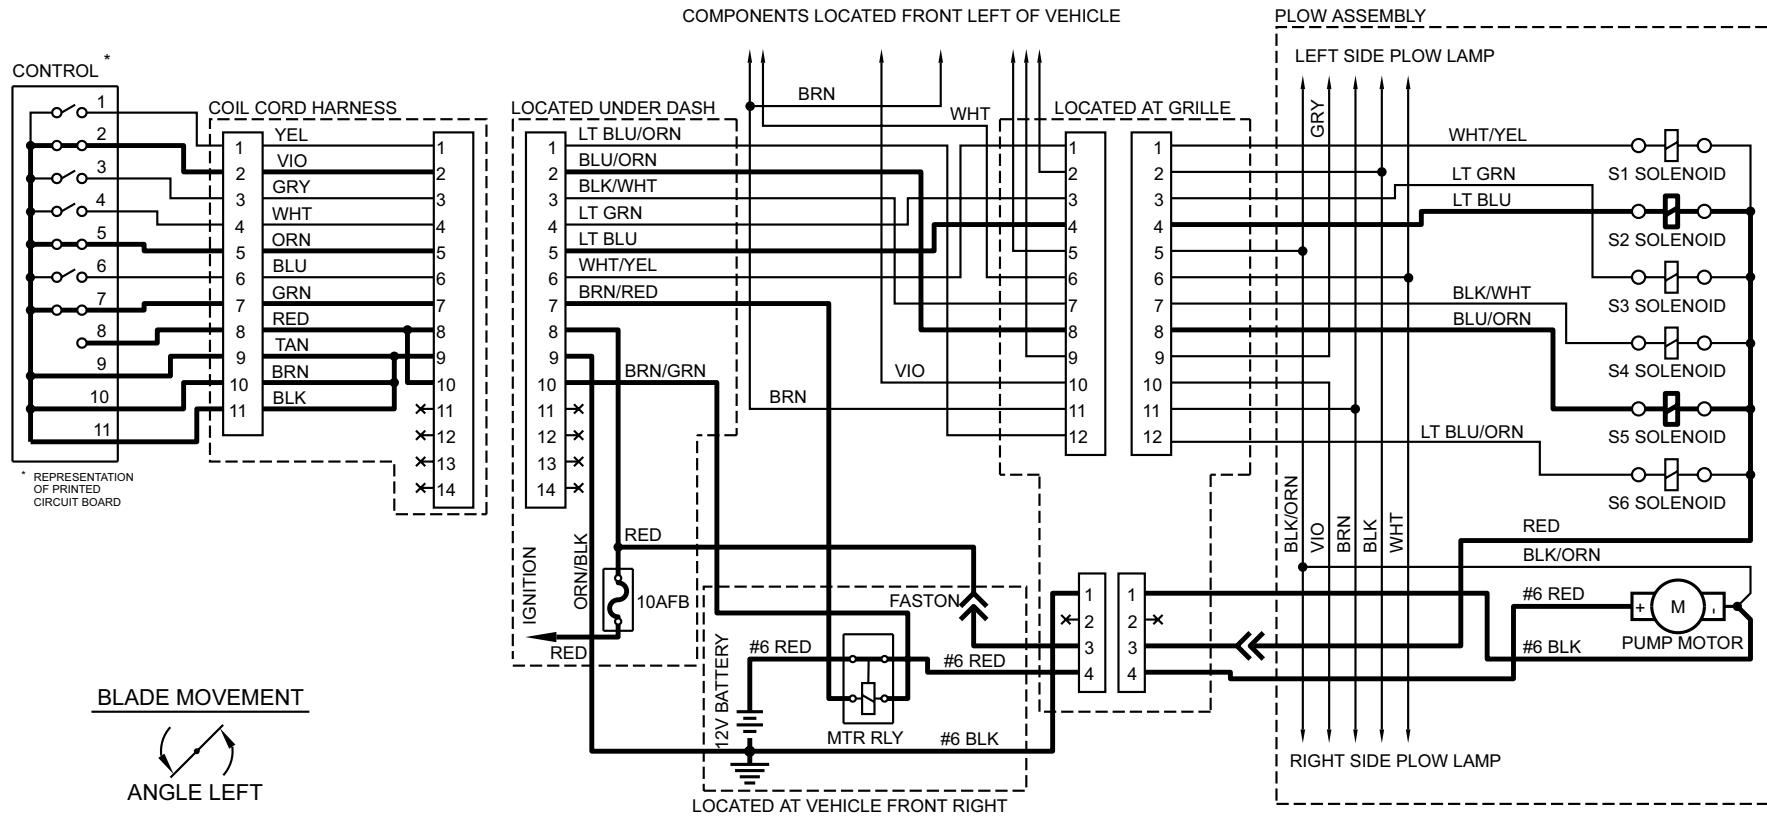 COMPONENTS LOCATED FRONT LEFT OF VEHICLE
PLOW ASSEMBLY
CONTROL *
1
2
3
4
5
6
7
8
9
10
11
* REPRESENTATION
OF PRINTED
CIRCUIT BOARD
COIL CORD HARNESS
1
2
3
4
5
6
7
8
9
10
11
YEL
VIO
GRY
WHT
ORN
BLU
GRN
RED
TAN
BRN
BLK
1
2
3
4
5
6
7
8
9
10
11
12
13
14
LOCATED UNDER DASH
1
2
3
4
5
6
7
8
9
10
11
12
13
14
LT BLU/ORN
BLU/ORN
BLK/WHT
LT GRN
LT BLU
WHT/YEL
BRN/RED
BRN/GRN
ORN/BLK
RED
IGNITION
10AFB
RED
BRN
WHT
VIO
BRN
LOCATED AT GRILLE
1
2
3
4
5
6
7
8
9
10
11
12
1
2
3
4
5
6
7
8
9
10
11
12
FASTON
12V BATTERY
#6 RED
#6 RED
MTR RLY
#6 BLK
LOCATED AT VEHICLE FRONT RIGHT
1
2
3
4
1
2
3
4
LEFT SIDE PLOW LAMP
GRY
WHT/YEL
LT GRN
LT BLU
BLK/WHT
BLU/ORN
LT BLU/ORN
S1 SOLENOID
S2 SOLENOID
S3 SOLENOID
S4 SOLENOID
S5 SOLENOID
S6 SOLENOID
BLK/ORN
VIO
BRN
BLK
WHT
RED
BLK/ORN
#6 RED
+
M
-
PUMP MOTOR
#6 BLK
RIGHT SIDE PLOW LAMP
BLADE MOVEMENT
ANGLE LEFT